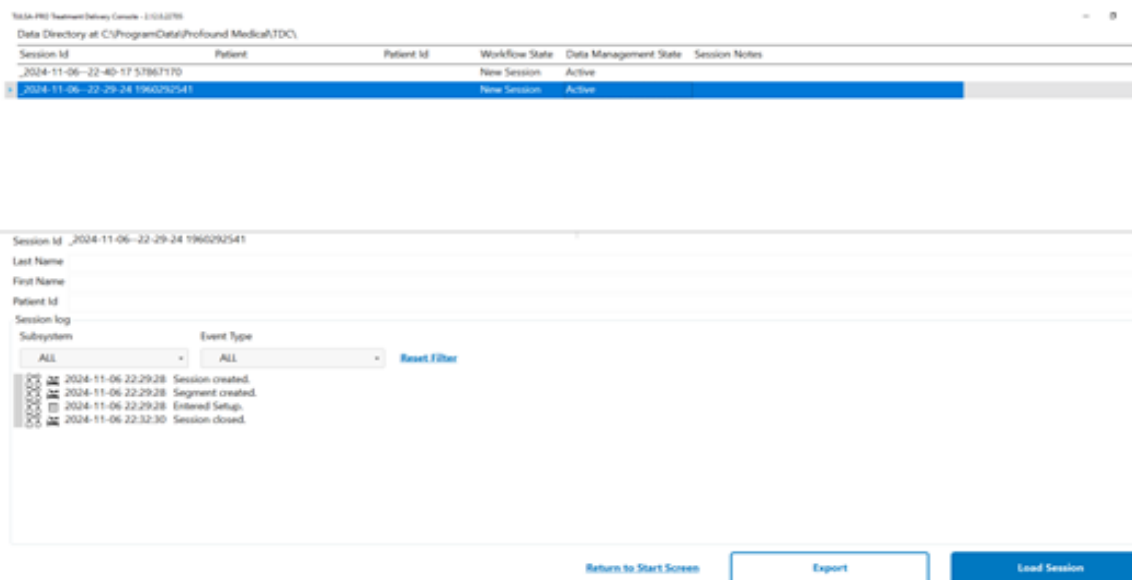 TULSA-PRO Treatment Delivery Console - 2.12.0.22705
Data Directory at C:\ProgramData\Profound Medical\TDC\
Session Id Patient Patient Id Workflow State Data Management State Session Notes
_2024-11-06--22-40-17 57867170 New Session Active
_2024-11-06--22-29-24 1960292541 New Session Active
Session Id _2024-11-06--22-29-24 1960292541
Last Name
First Name
Patient Id
Session log
Subsystem Event Type
ALL ALL Reset Filter
2024-11-06 22:29:28 Session created.
2024-11-06 22:29:28 Segment created.
2024-11-06 22:29:28 Entered Setup.
2024-11-06 22:32:30 Session closed.
Return to Start Screen Export Load Session